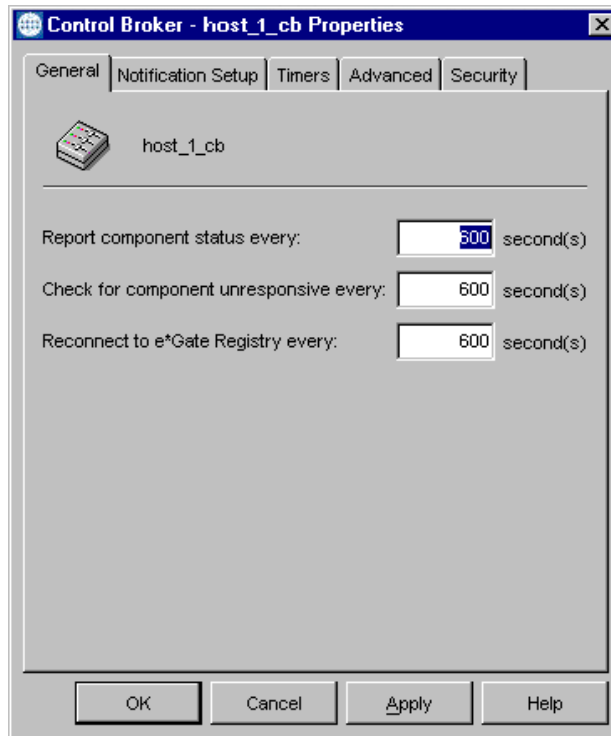 Control Broker - host_1_cb Properties
General Notification Setup Timers Advanced Security
host_1_cb
Report component status every: 600 second(s)
Check for component unresponsive every: 600 second(s)
Reconnect to e*Gate Registry every: 600 second(s)
OK Cancel Apply Help